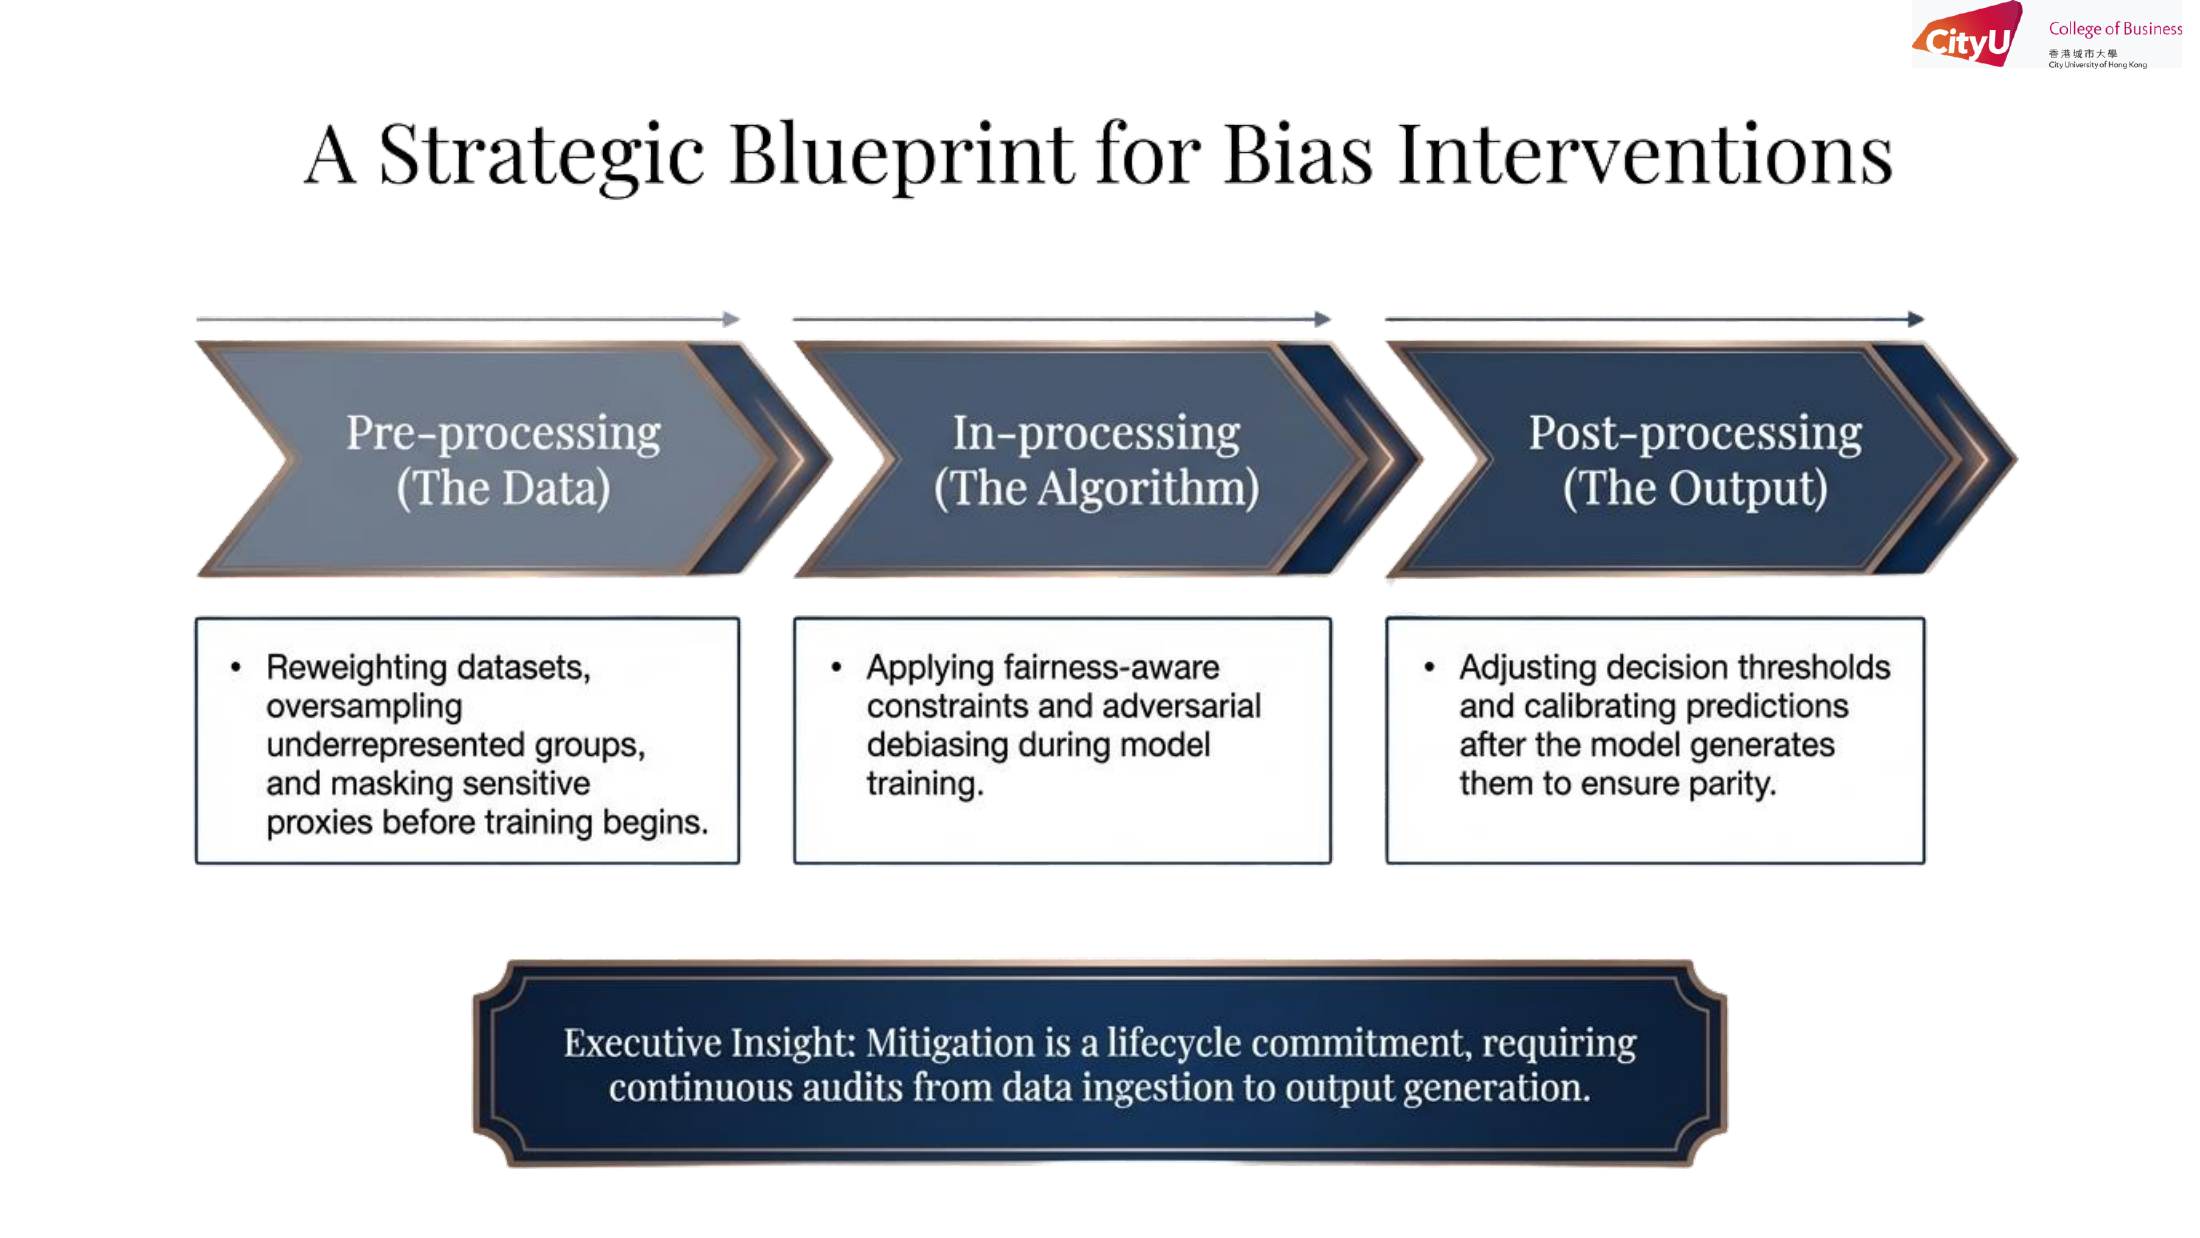 CityU
College of Business
香港城市大學
City University of Hong Kong
A Strategic Blueprint for Bias Interventions
Pre-processing
(The Data)
In-processing
(The Algorithm)
Post-processing
(The Output)
• Reweighting datasets,
oversampling
underrepresented groups,
and masking sensitive
proxies before training begins.
• Applying fairness-aware
constraints and adversarial
debiasing during model
training.
• Adjusting decision thresholds
and calibrating predictions
after the model generates
them to ensure parity.
Executive Insight: Mitigation is a lifecycle commitment, requiring
continuous audits from data ingestion to output generation.